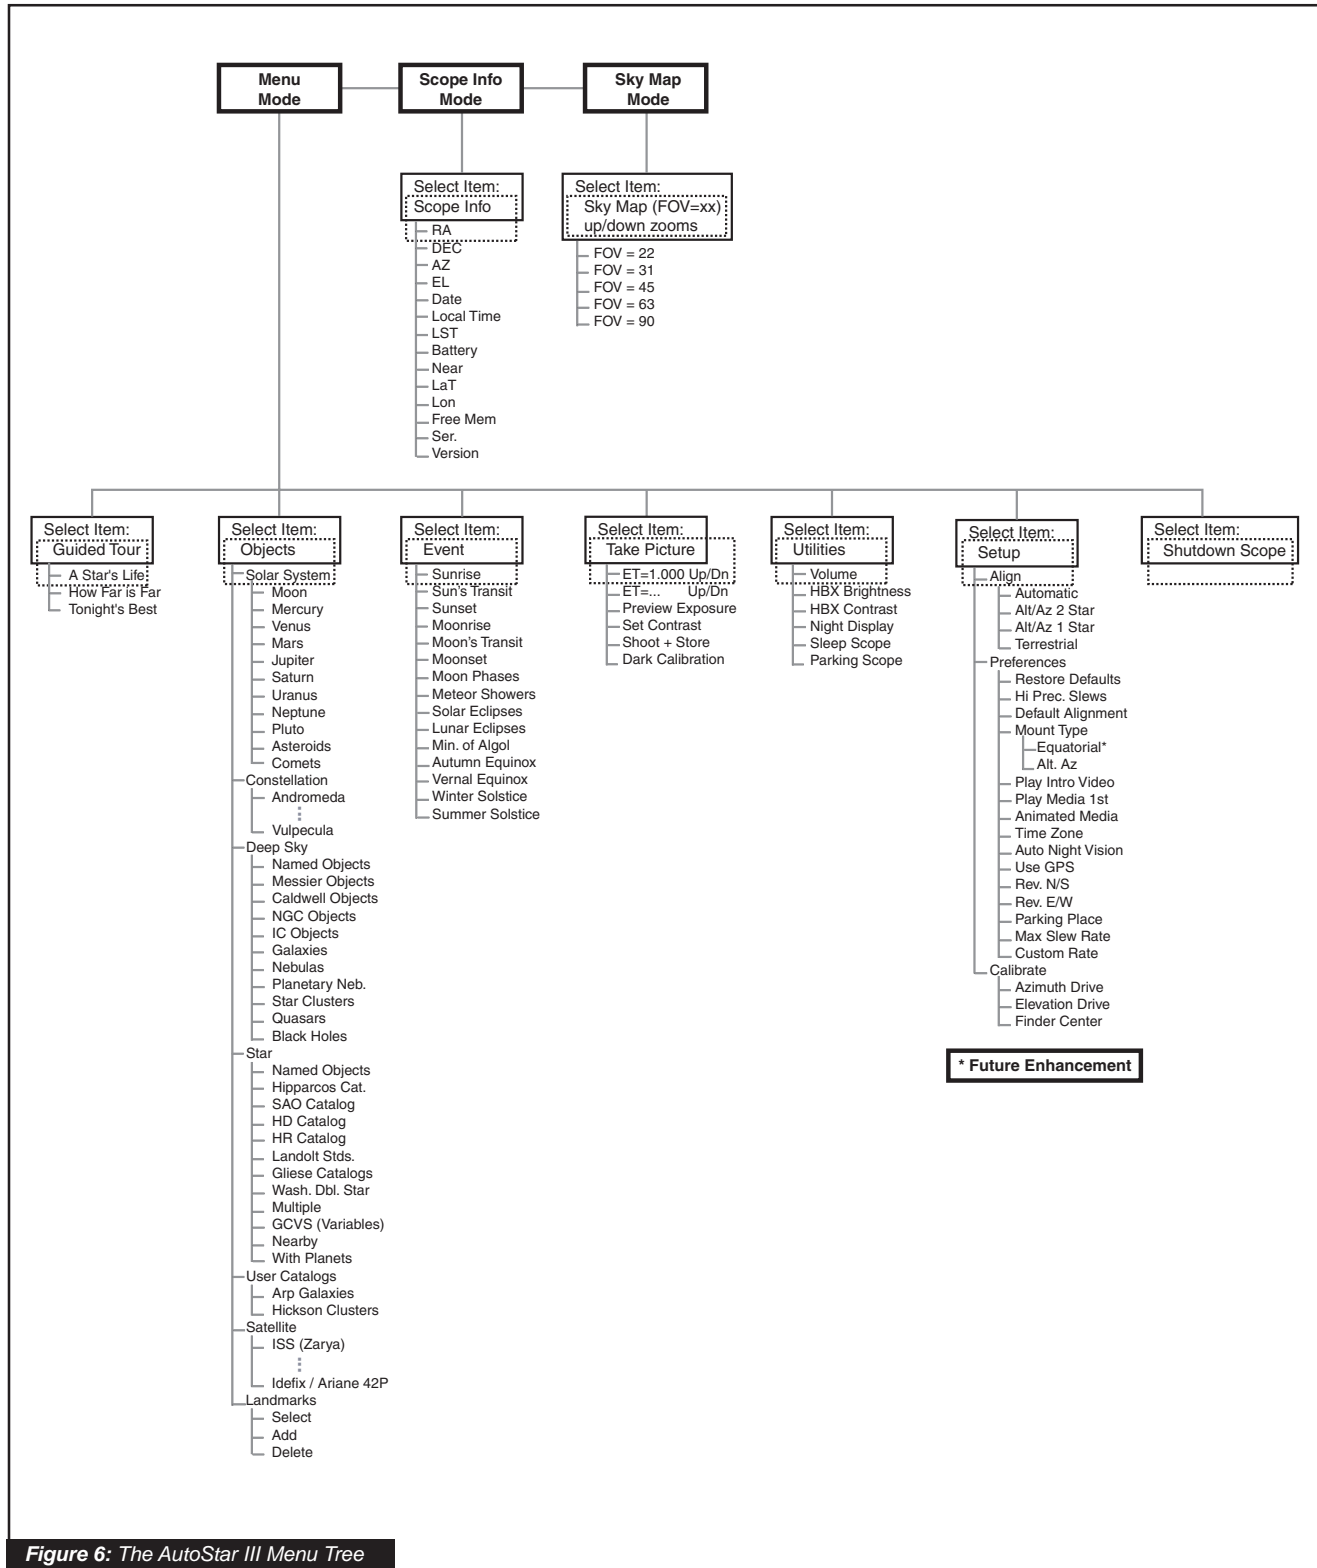 Menu
Mode
Scope Info
Mode
Sky Map
Mode
Select Item:
Scope Info
RA
DEC
AZ
EL
Date
Local Time
LST
Battery
Near
LaT
Lon
Free Mem
Ser.
Version
Select Item:
Sky Map (FOV=xx)
up/down zooms
FOV = 22
FOV = 31
FOV = 45
FOV = 63
FOV = 90
Select Item:
Guided Tour
A Star's Life
How Far is Far
Tonight's Best
Select Item:
Objects
Solar System
Moon
Mercury
Venus
Mars
Jupiter
Saturn
Uranus
Neptune
Pluto
Asteroids
Comets
Constellation
Andromeda
Vulpecula
Deep Sky
Named Objects
Messier Objects
Caldwell Objects
NGC Objects
IC Objects
Galaxies
Nebulas
Planetary Neb.
Star Clusters
Quasars
Black Holes
Star
Named Objects
Hipparcos Cat.
SAO Catalog
HD Catalog
HR Catalog
Landolt Stds.
Gliese Catalogs
Wash. Dbl. Star
Multiple
GCVS (Variables)
Nearby
With Planets
User Catalogs
Arp Galaxies
Hickson Clusters
Satellite
ISS (Zarya)
Idefix / Ariane 42P
Landmarks
Select
Add
Delete
Select Item:
Event
Sunrise
Sun's Transit
Sunset
Moonrise
Moon's Transit
Moonset
Moon Phases
Meteor Showers
Solar Eclipses
Lunar Eclipses
Min. of Algol
Autumn Equinox
Vernal Equinox
Winter Solstice
Summer Solstice
Select Item:
Take Picture
ET=1.000 Up/Dn
ET=... Up/Dn
Preview Exposure
Set Contrast
Shoot + Store
Dark Calibration
Select Item:
Utilities
Volume
HBX Brightness
HBX Contrast
Night Display
Sleep Scope
Parking Scope
Select Item:
Setup
Align
Automatic
Alt/Az 2 Star
Alt/Az 1 Star
Terrestrial
Preferences
Restore Defaults
Hi Prec. Slews
Default Alignment
Mount Type
Equatorial*
Alt. Az
Play Intro Video
Play Media 1st
Animated Media
Time Zone
Auto Night Vision
Use GPS
Rev. N/S
Rev. E/W
Parking Place
Max Slew Rate
Custom Rate
Calibrate
Azimuth Drive
Elevation Drive
Finder Center
Select Item:
Shutdown Scope
* Future Enhancement
Figure 6: The AutoStar III Menu Tree